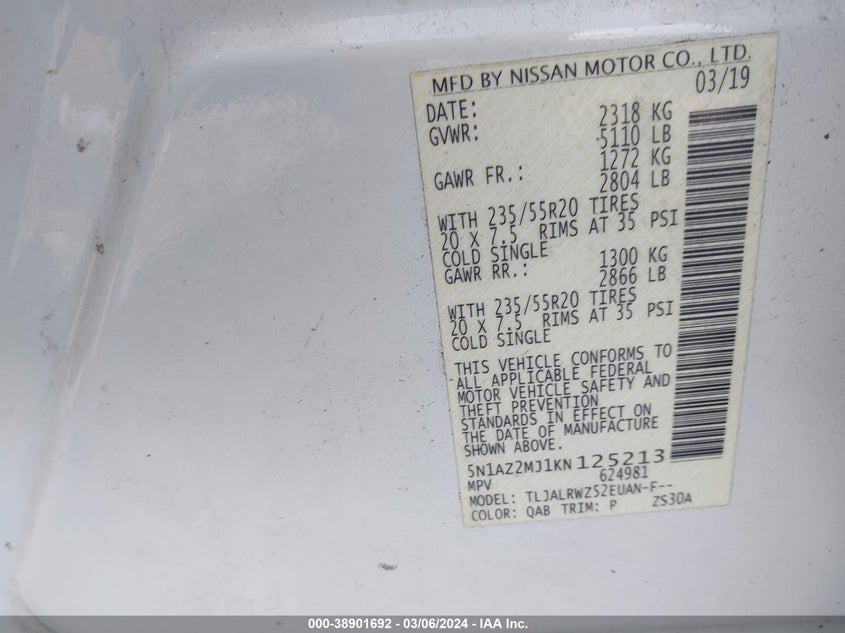 MFD BY NISSAN MOTOR CO., LTD.
DATE: 03/19
GVWR: 2318 KG
5110 LB
GAWR FR.: 1272 KG
2804 LB
WITH 235/55R20 TIRES
20 X 7.5 RIMS AT 35 PSI
COLD SINGLE
GAWR RR.: 1300 KG
2866 LB
WITH 235/55R20 TIRES
20 X 7.5 RIMS AT 35 PSI
COLD SINGLE
THIS VEHICLE CONFORMS TO
ALL APPLICABLE FEDERAL
MOTOR VEHICLE SAFETY AND
THEFT PREVENTION
STANDARDS IN EFFECT ON
THE DATE OF MANUFACTURE
SHOWN ABOVE.
5N1AZ2MJ1KN125213
MPV 624981
MODEL: TLJALRWZ52EUAN-F--
COLOR: QAB TRIM: P ZS30A
000-38901692 - 03/06/2024 - IAA Inc.